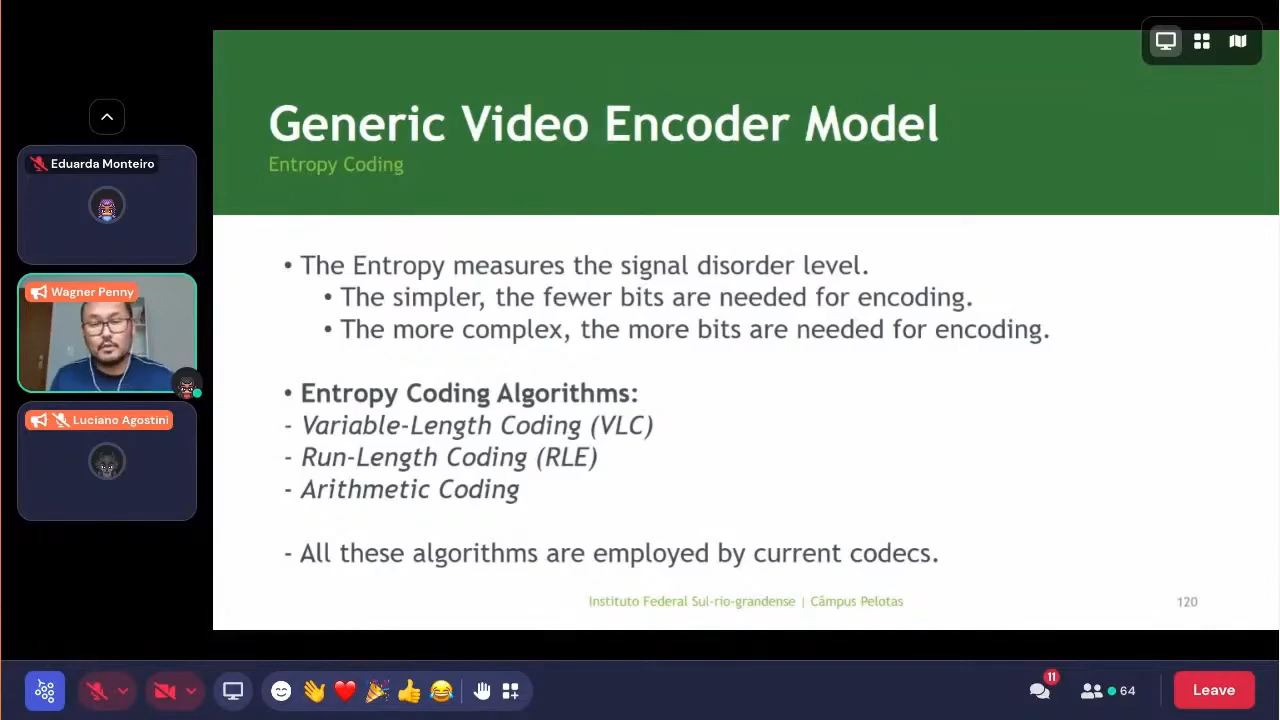 Generic Video Encoder Model
Entropy Coding
Eduarda Monteiro
Wagner Penny
Luciano Agostini
• The Entropy measures the signal disorder level.
• The simpler, the fewer bits are needed for encoding.
• The more complex, the more bits are needed for encoding.
• Entropy Coding Algorithms:
- Variable-Length Coding (VLC)
- Run-Length Coding (RLE)
- Arithmetic Coding
- All these algorithms are employed by current codecs.
Instituto Federal Sul-rio-grandense | Câmpus Pelotas
120
11
64
Leave